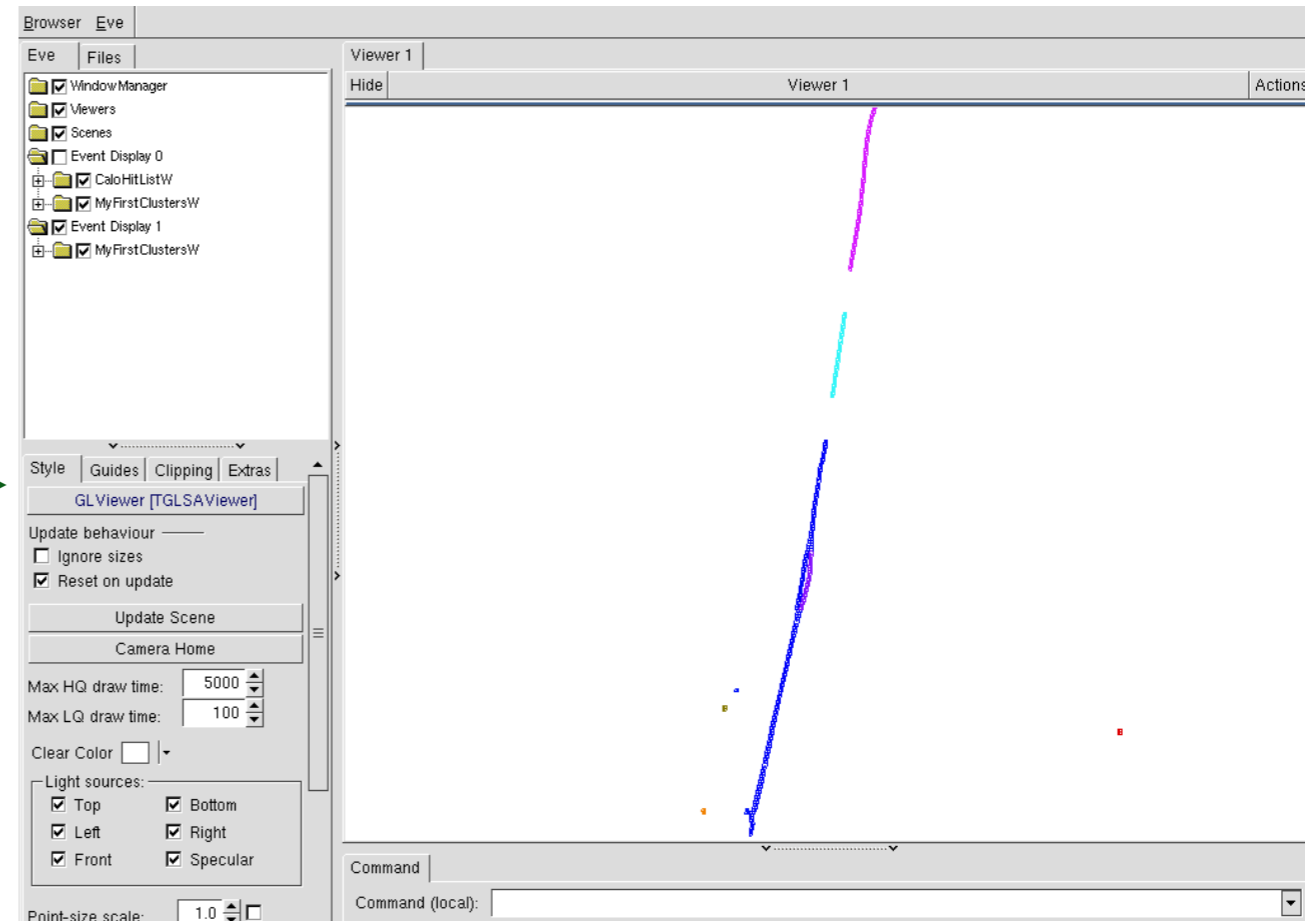 Browser Eve
Eve Files
WindowManager
Viewers
Scenes
Event Display 0
CaloHitListW
MyFirstClustersW
Event Display 1
MyFirstClustersW
Style Guides Clipping Extras
GLViewer [TGLSAViewer]
Update behaviour
Ignore sizes
Reset on update
Update Scene
Camera Home
Max HQ draw time: 5000
Max LQ draw time: 100
Clear Color
Light sources:
Top Bottom
Left Right
Front Specular
Point-size scale: 1.0
Viewer 1
Hide Viewer 1 Actions
Command
Command (local):